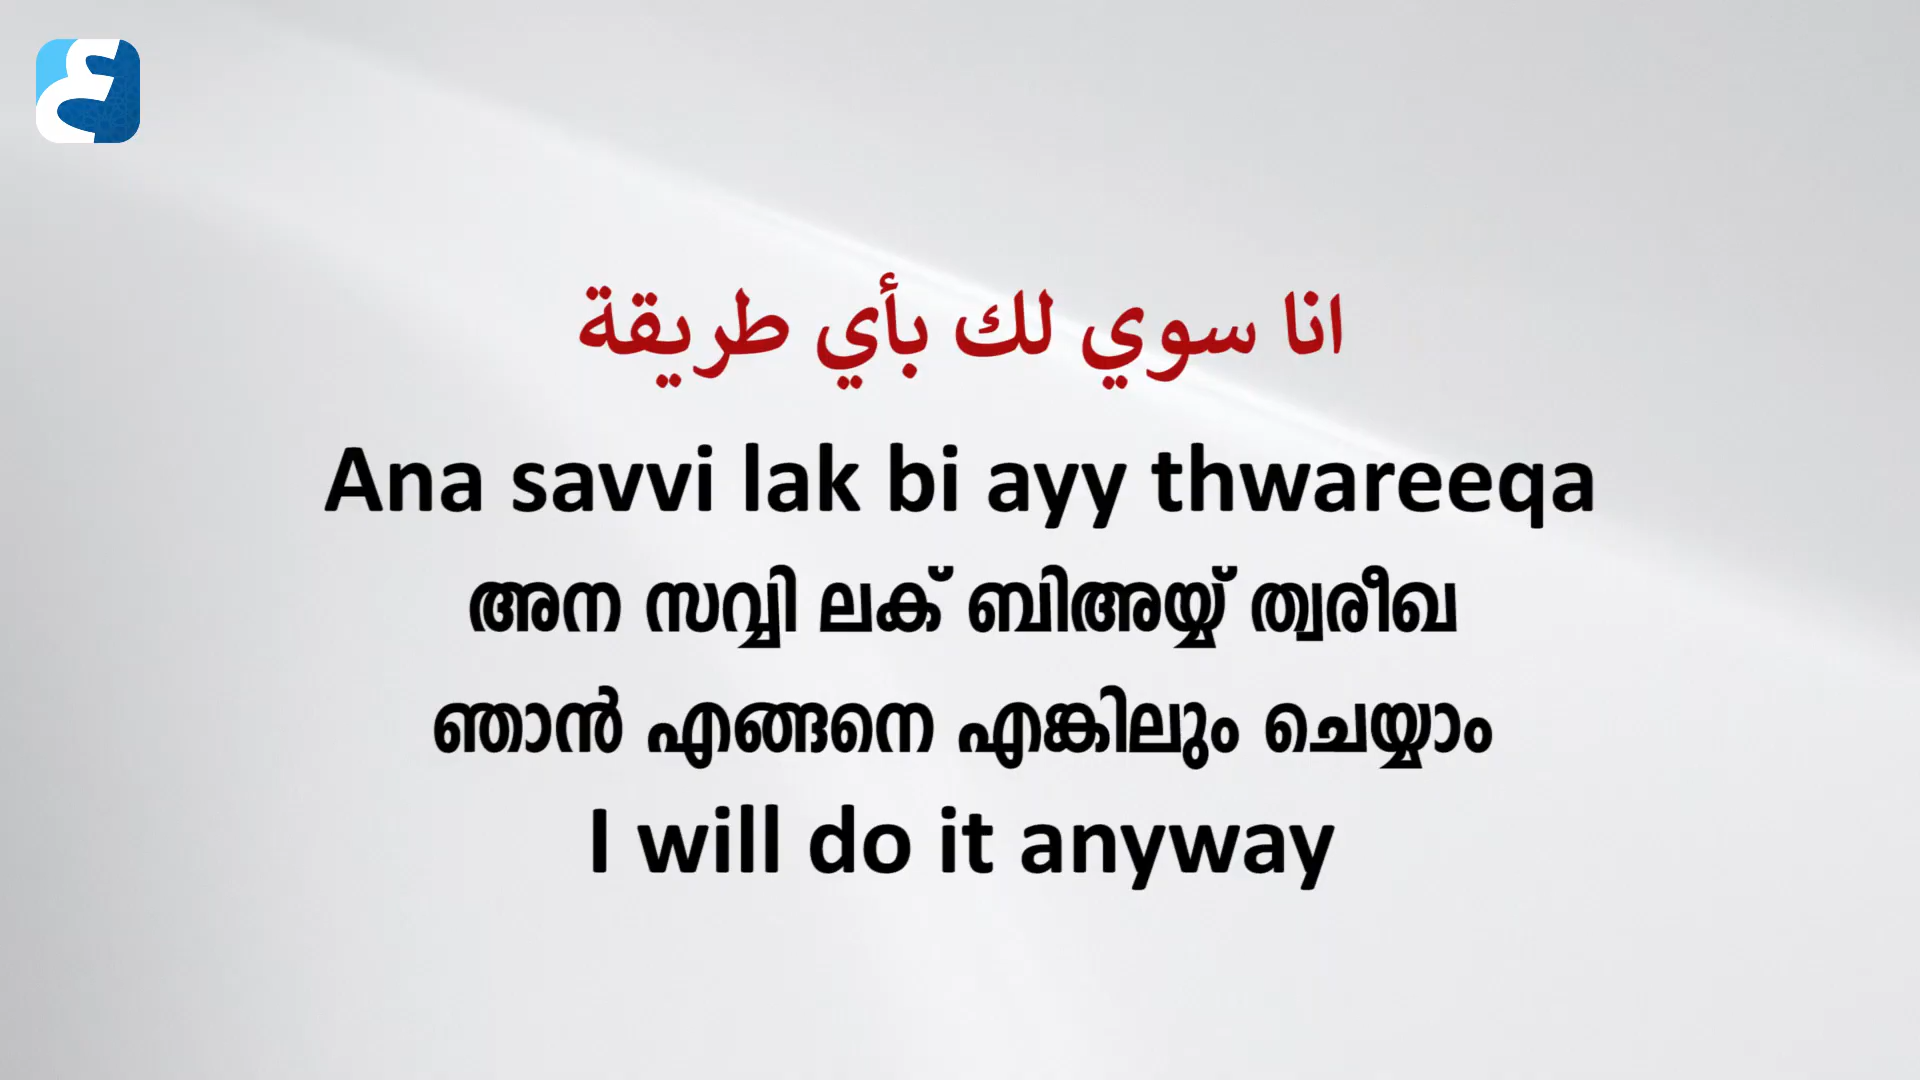 انا سوي لك بأي طريقة
Ana savvi lak bi ayy thwareeqa
അന സവ്വി ലക് ബിഅയ്യ് ത്വരീഖ
ഞാൻ എങ്ങനെ എങ്കിലും ചെയ്യാം
I will do it anyway